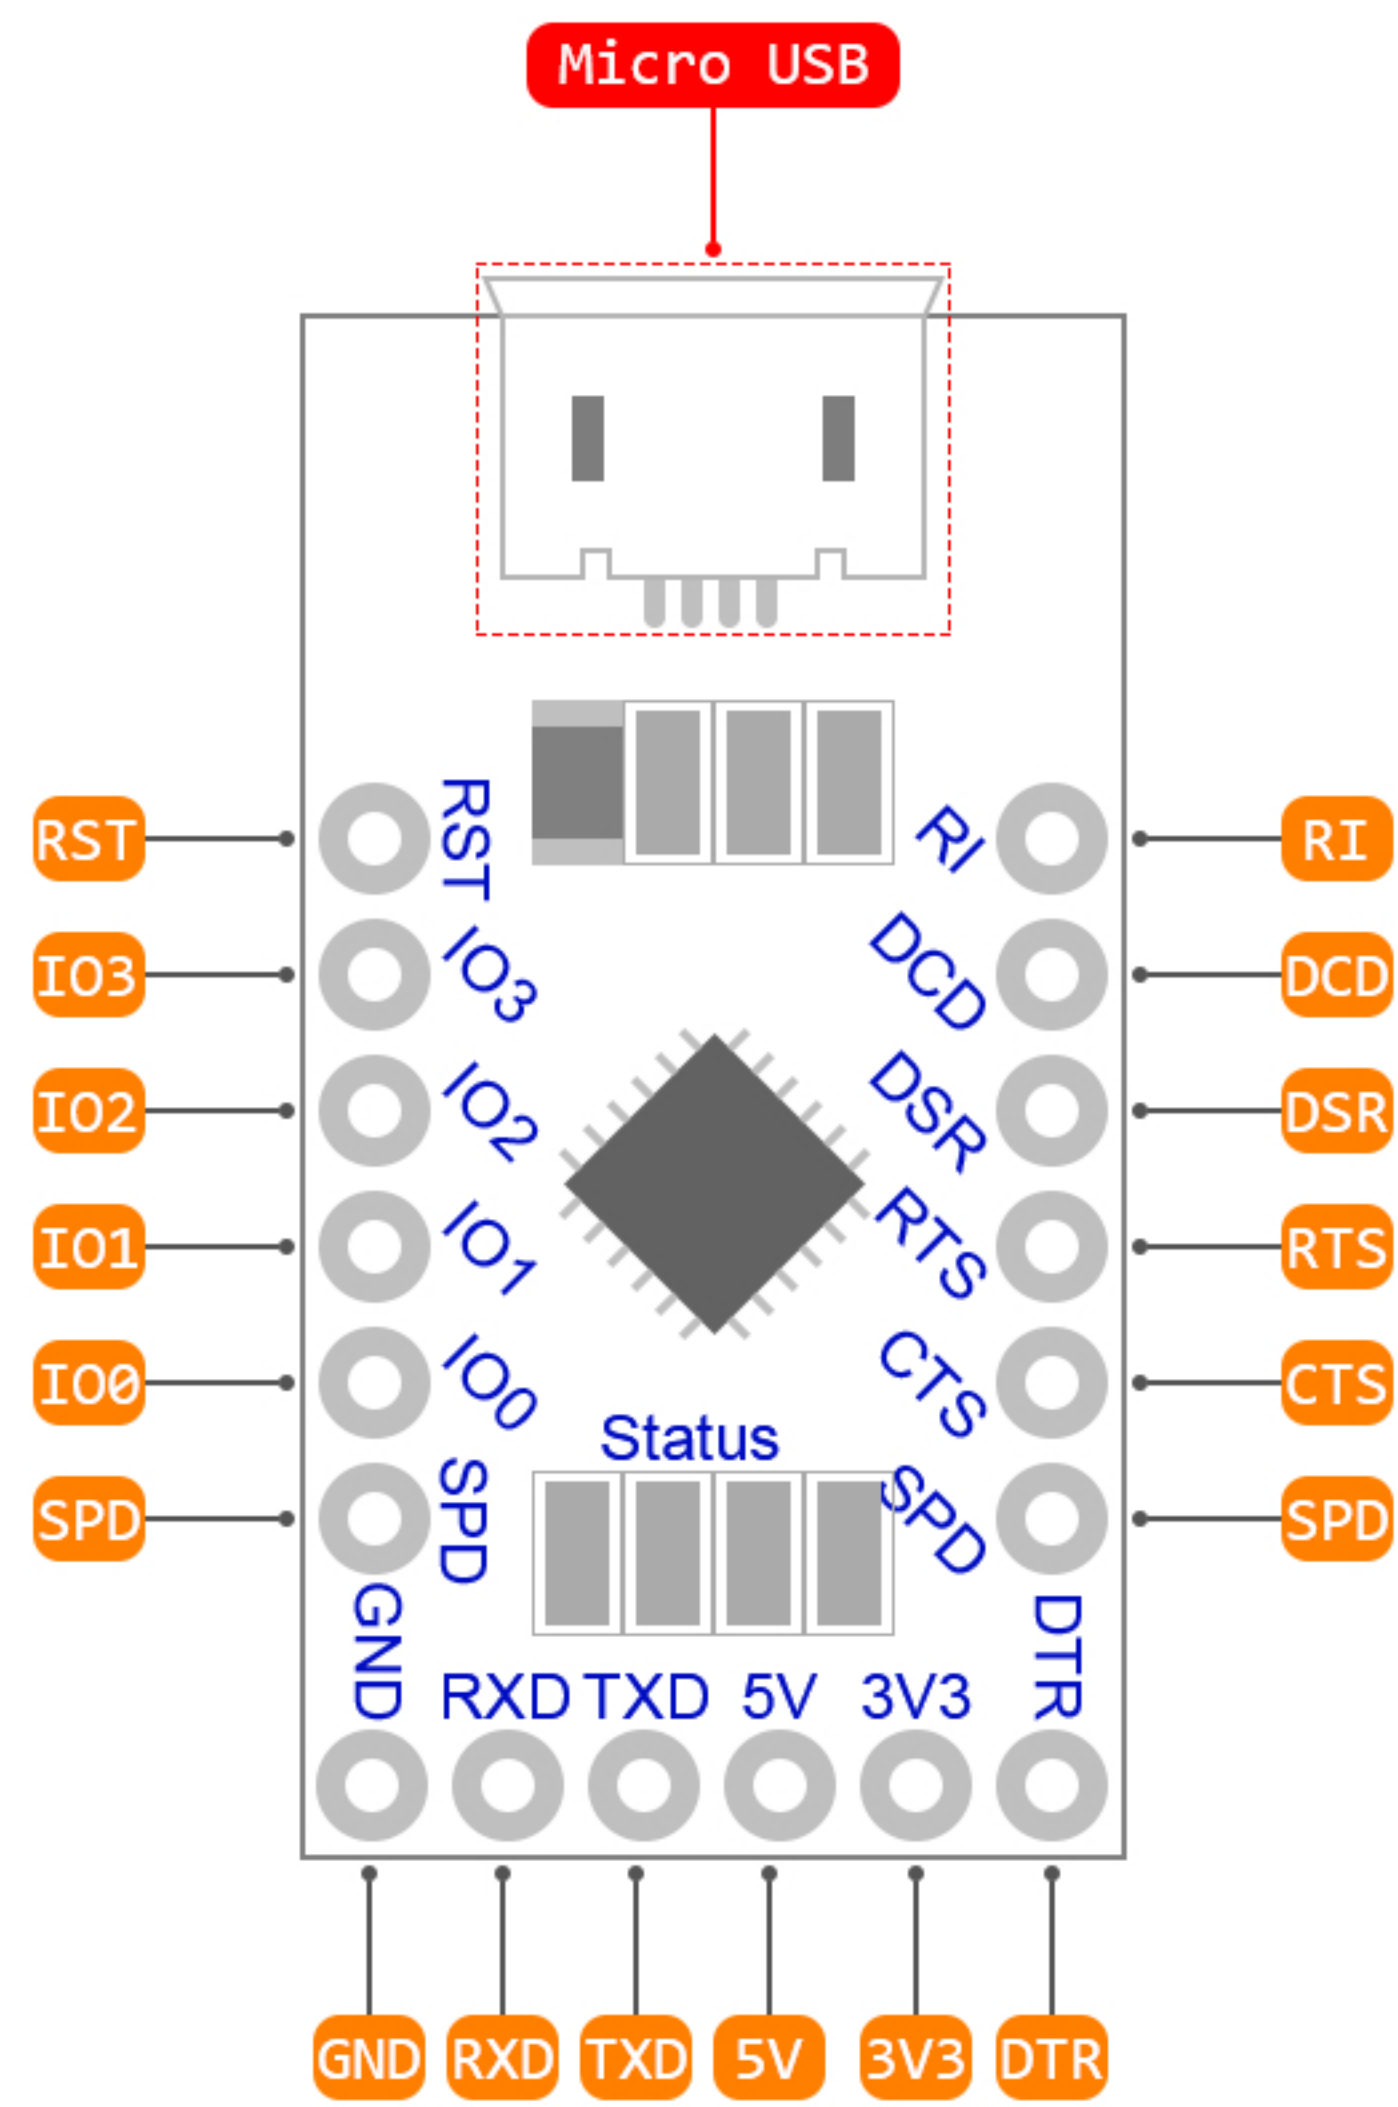 Micro USB
RST
RST
RI
RI
IO3
IO3
DCD
DCD
IO2
IO2
DSR
DSR
IO1
IO1
RTS
RTS
IO0
IO0
CTS
CTS
Status
SPD
SPD
SPD
SPD
GND
RXD
TXD
5V
3V3
DTR
GND
RXD
TXD
5V
3V3
DTR